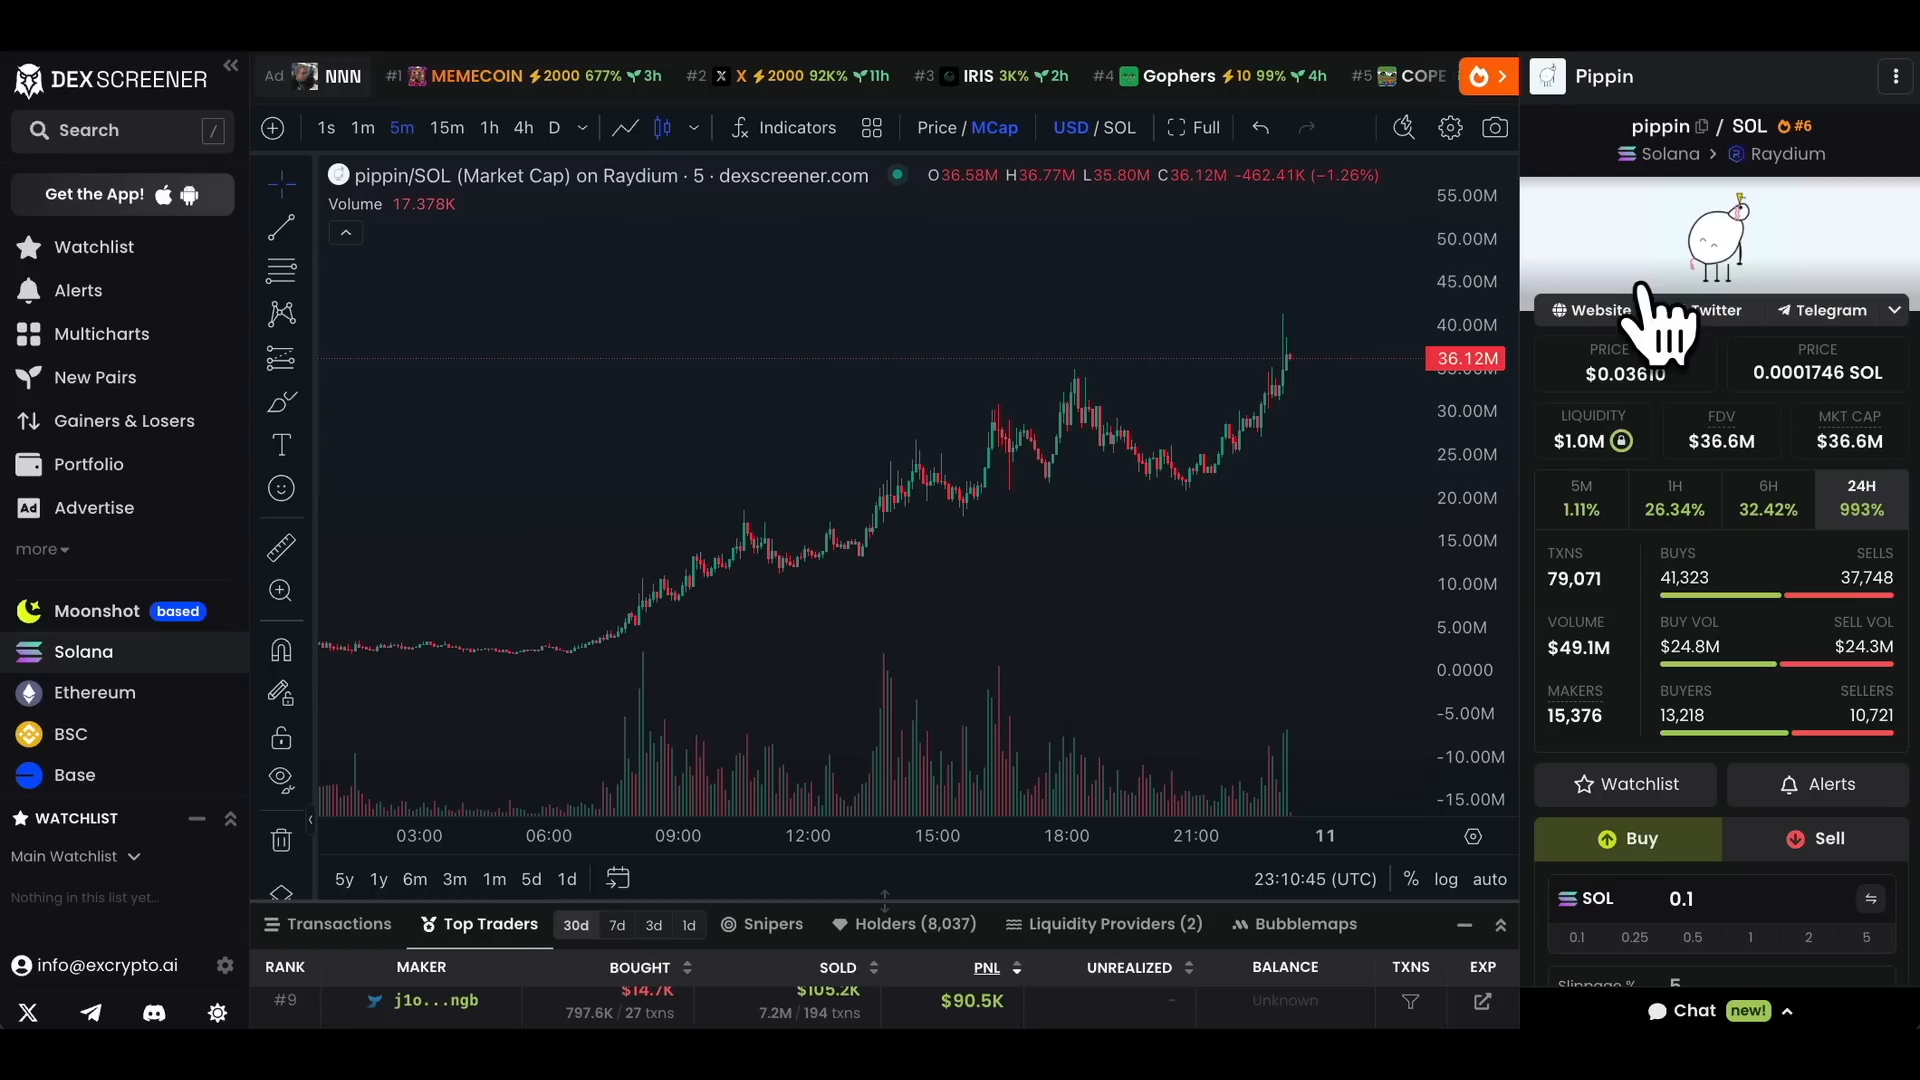 DEX SCREENER
Search
/
Get the App!
Watchlist
Alerts
Multicharts
New Pairs
Gainers & Losers
Portfolio
Ad
Advertise
more
Moonshot
based
Solana
Ethereum
BSC
Base
WATCHLIST
Main Watchlist
Nothing in this list yet...
info@excrypto.ai
Ad NNN #1 MEMECOIN 2000 677% 3h #2 X 2000 92K% 11h #3 IRIS 3K% 2h #4 Gophers 10 99% 4h #5 COPE
1s 1m 5m 15m 1h 4h D Indicators Price / MCap USD / SOL Full
pippin/SOL (Market Cap) on Raydium · 5 · dexscreener.com O36.58M H36.77M L35.80M C36.12M -462.41K (−1.26%)
Volume 17.378K
55.00M
50.00M
45.00M
40.00M
36.12M
30.00M
25.00M
20.00M
15.00M
10.00M
5.00M
0.0000
-5.00M
-10.00M
-15.00M
03:00 06:00 09:00 12:00 15:00 18:00 21:00 11
5y 1y 6m 3m 1m 5d 1d 23:10:45 (UTC) % log auto
Transactions Top Traders 30d 7d 3d 1d Snipers Holders (8,037) Liquidity Providers (2) Bubblemaps
RANK MAKER BOUGHT SOLD PNL UNREALIZED BALANCE TXNS EXP
#9 j1o...ngb $14.7K $105.2K $90.5K - Unknown
797.6K / 27 txns 7.2M / 194 txns
Pippin
pippin / SOL #6
Solana > Raydium
Website Twitter Telegram
PRICE PRICE
$0.03610 0.0001746 SOL
LIQUIDITY FDV MKT CAP
$1.0M $36.6M $36.6M
5M 1H 6H 24H
1.11% 26.34% 32.42% 993%
TXNS BUYS SELLS
79,071 41,323 37,748
VOLUME BUY VOL SELL VOL
$49.1M $24.8M $24.3M
MAKERS BUYERS SELLERS
15,376 13,218 10,721
Watchlist Alerts
Buy Sell
SOL 0.1
0.1 0.25 0.5 1 2 5
Slippage % 5
Chat new!